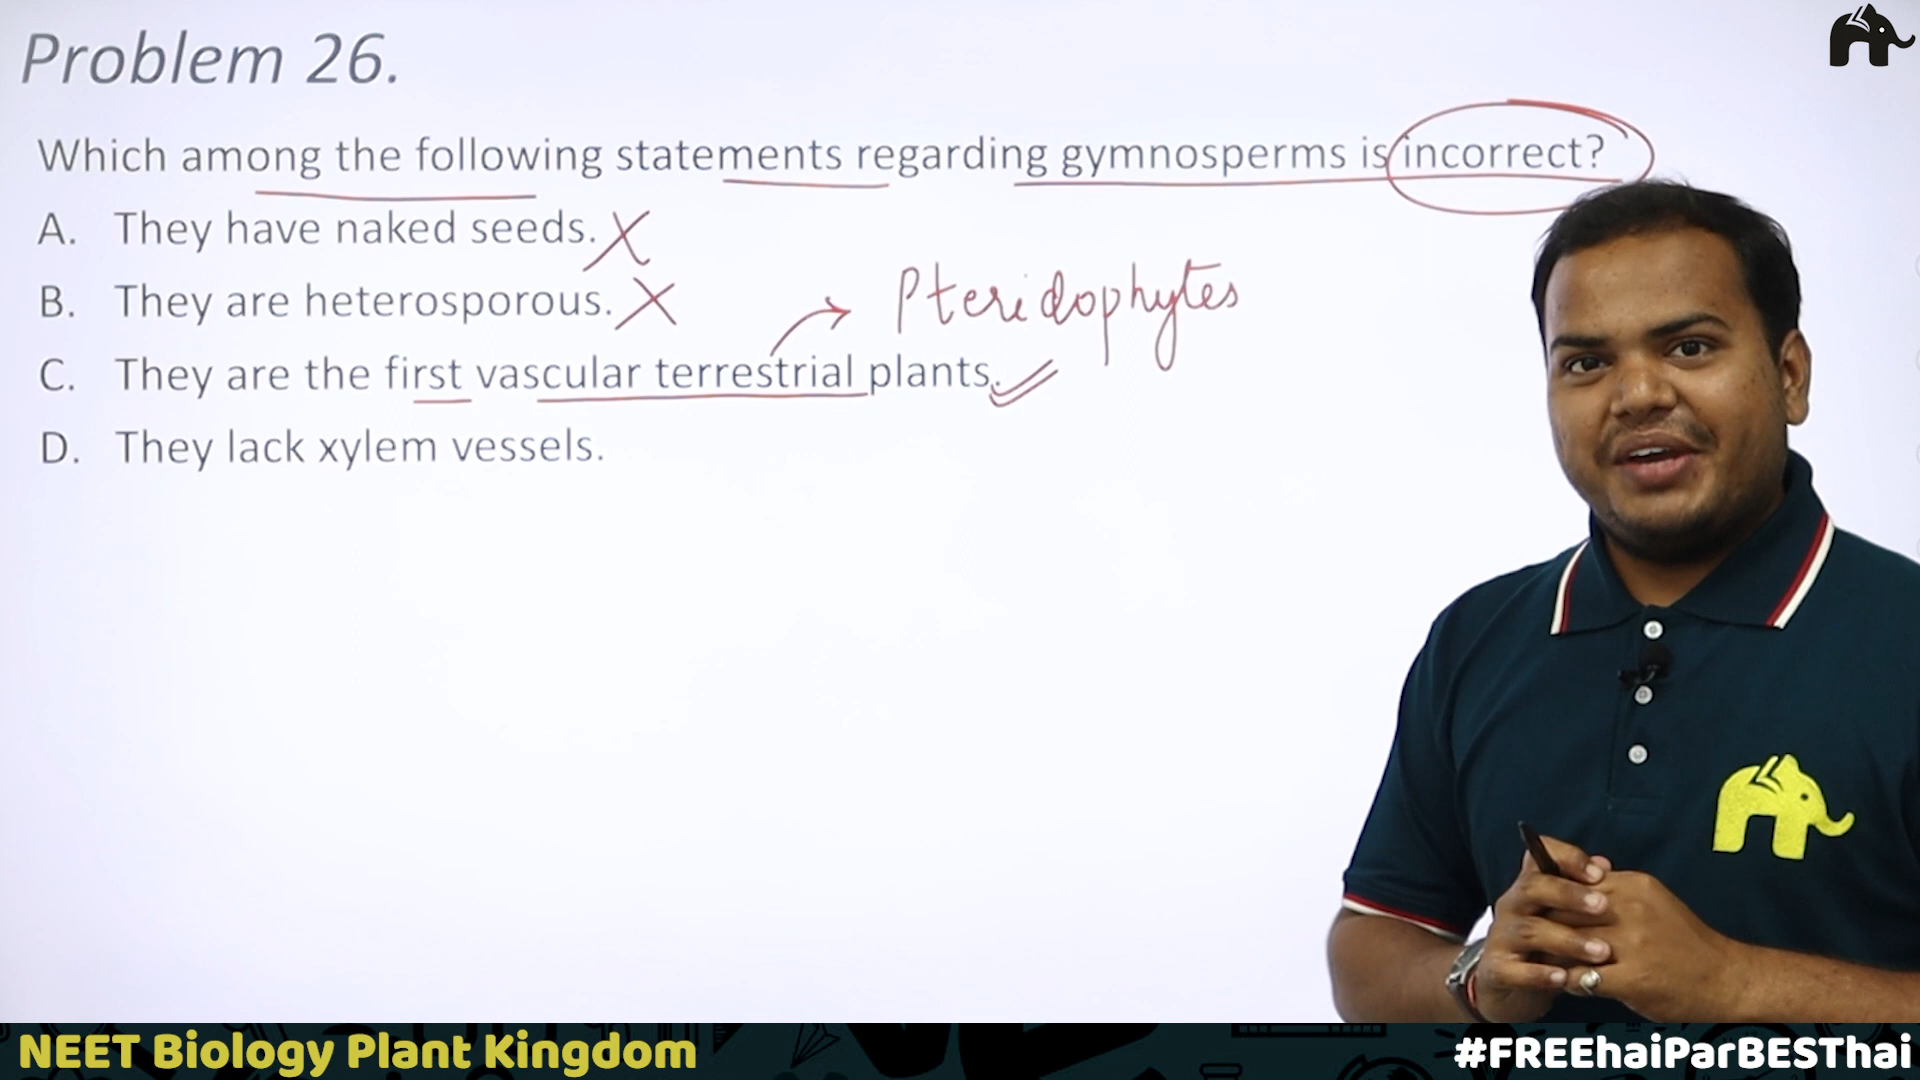 Problem 26.
Which among the following statements regarding gymnosperms is incorrect?
A. They have naked seeds. X
B. They are heterosporous. X
Pteridophytes
C. They are the first vascular terrestrial plants.
D. They lack xylem vessels.
NEET Biology Plant Kingdom
#FREEhaiParBESThai